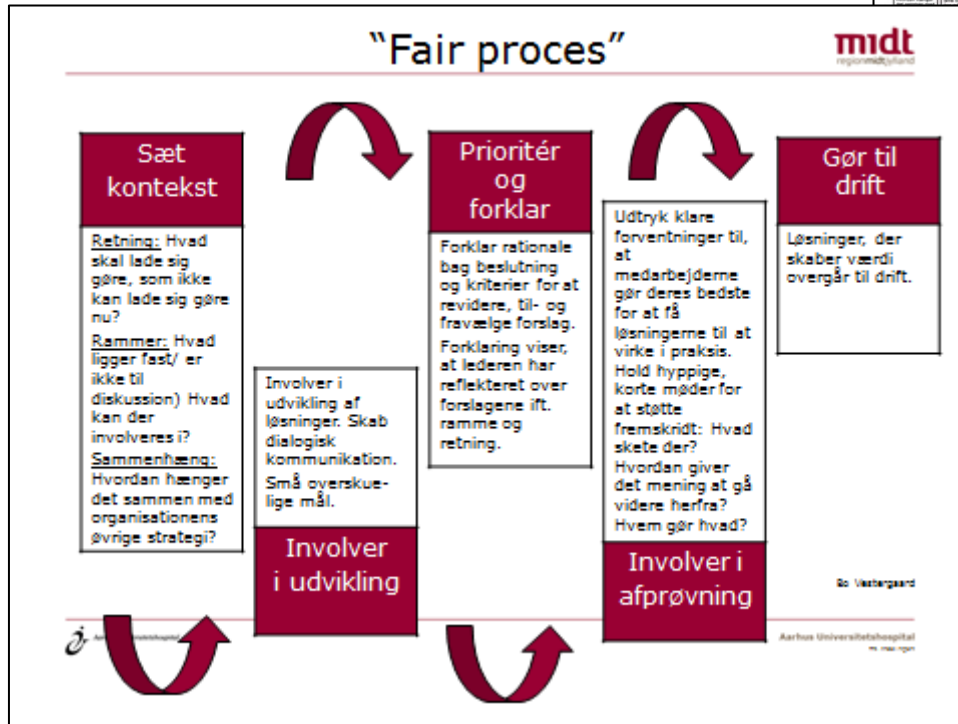 “Fair proces”
midt
regionmidtjylland
Sæt
kontekst
Retning: Hvad
skal lade sig
gøre, som ikke
kan lade sig gøre
nu?
Rammer: Hvad
ligger fast/ er
ikke til
diskussion) Hvad
kan der
involveres i?
Sammenhæng:
Hvordan hænger
det sammen med
organisationens
øvrige strategi?
Involver i
udvikling af
løsninger. Skab
dialogisk
kommunikation.
Små overskue-
lige mål.
Involver
i udvikling
Prioritér
og
forklar
Forklar rationale
bag beslutning
og kriterier for at
revidere, til- og
fravælge forslag.
Forklaring viser,
at lederen har
reflekteret over
forslagene ift.
ramme og
retning.
Udtryk klare
forventninger til,
at
medarbejderne
gør deres bedste
for at få
løsningerne til at
virke i praksis.
Hold hyppige,
korte møder for
at støtte
fremskridt: Hvad
skete der?
Hvordan giver
det mening at gå
videre herfra?
Hvem gør hvad?
Involver i
afprøvning
Gør til
drift
Løsninger, der
skaber værdi
overgår til drift.
Bo Vestergaard
Aarhus Universitetshospital